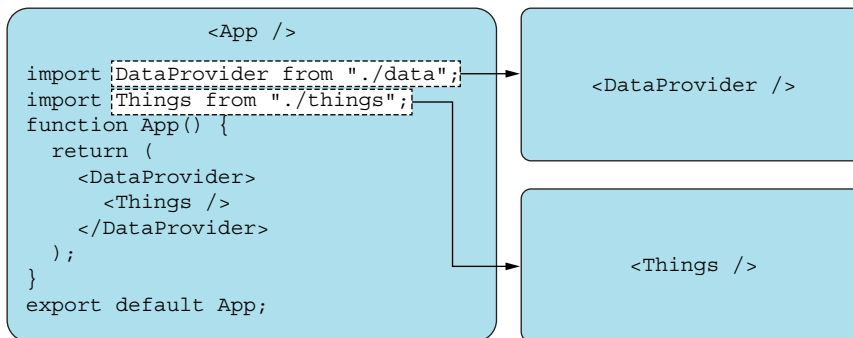 <App />
import DataProvider from "./data";
import Things from "./things";
function App() {
  return (
    <DataProvider>
      <Things />
    </DataProvider>
  );
}
export default App;
<DataProvider />
<Things />